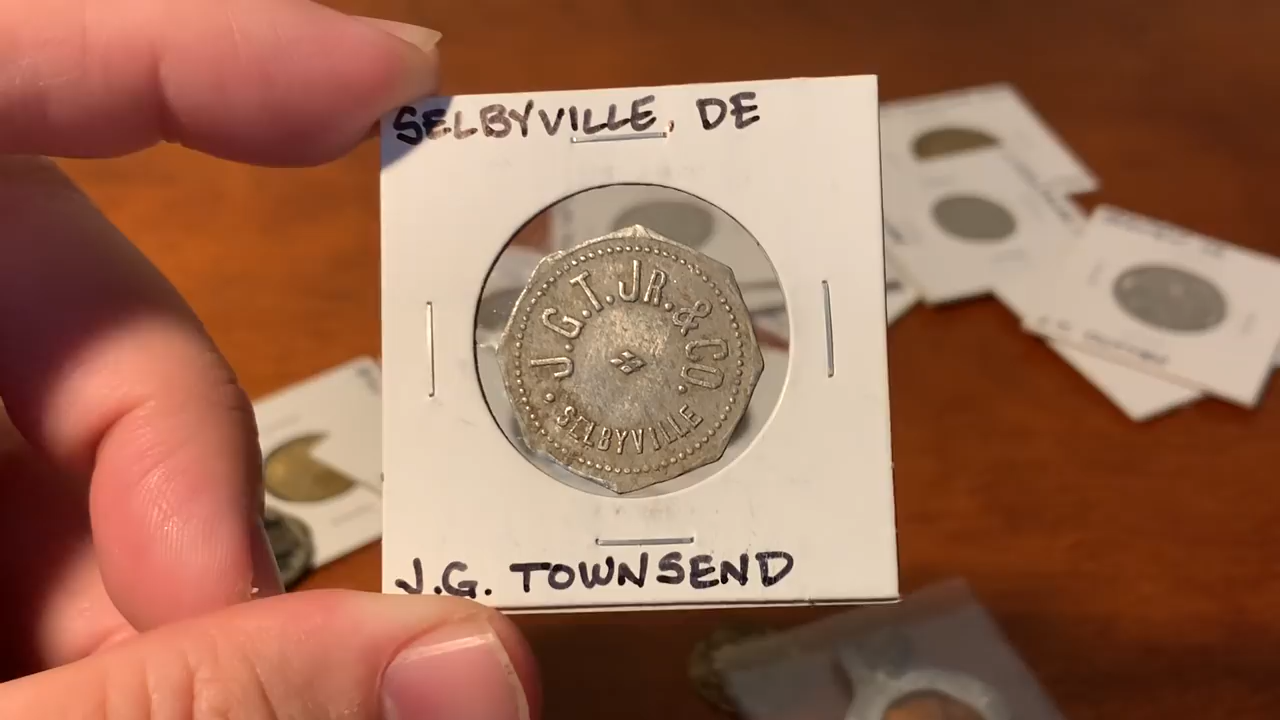 SELBYVILLE, DE
J.G.T. JR. & CO.
• SELBYVILLE
J.G. TOWNSEND